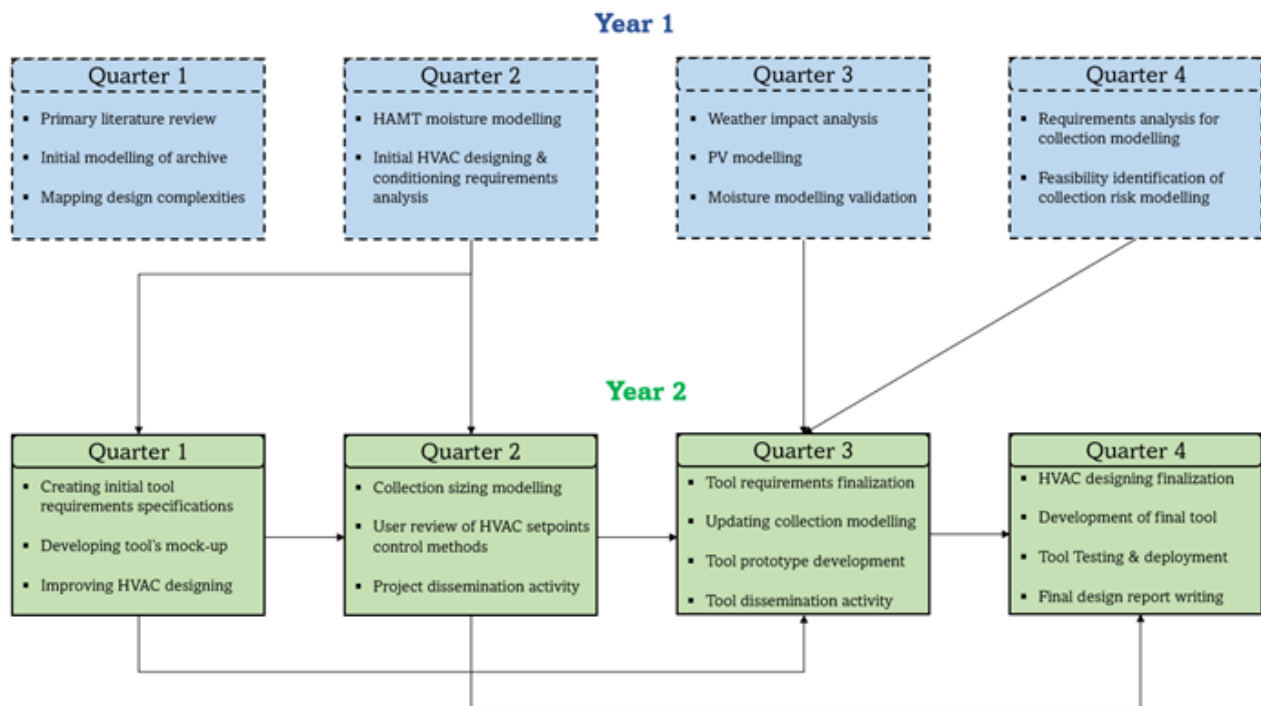 Year 1
Quarter 1
▪ Primary literature review
▪ Initial modelling of archive
▪ Mapping design complexities
Quarter 2
▪ HAMT moisture modelling
▪ Initial HVAC designing &
conditioning requirements
analysis
Quarter 3
▪ Weather impact analysis
▪ PV modelling
▪ Moisture modelling validation
Quarter 4
▪ Requirements analysis for
collection modelling
▪ Feasibility identification of
collection risk modelling
Year 2
Quarter 1
▪ Creating initial tool
requirements specifications
▪ Developing tool's mock-up
▪ Improving HVAC designing
Quarter 2
▪ Collection sizing modelling
▪ User review of HVAC setpoints
control methods
▪ Project dissemination activity
Quarter 3
▪ Tool requirements finalization
▪ Updating collection modelling
▪ Tool prototype development
▪ Tool dissemination activity
Quarter 4
▪ HVAC designing finalization
▪ Development of final tool
▪ Tool Testing & deployment
▪ Final design report writing